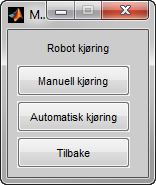 M...
Robot kjøring
Manuell kjøring
Automatisk kjøring
Tilbake